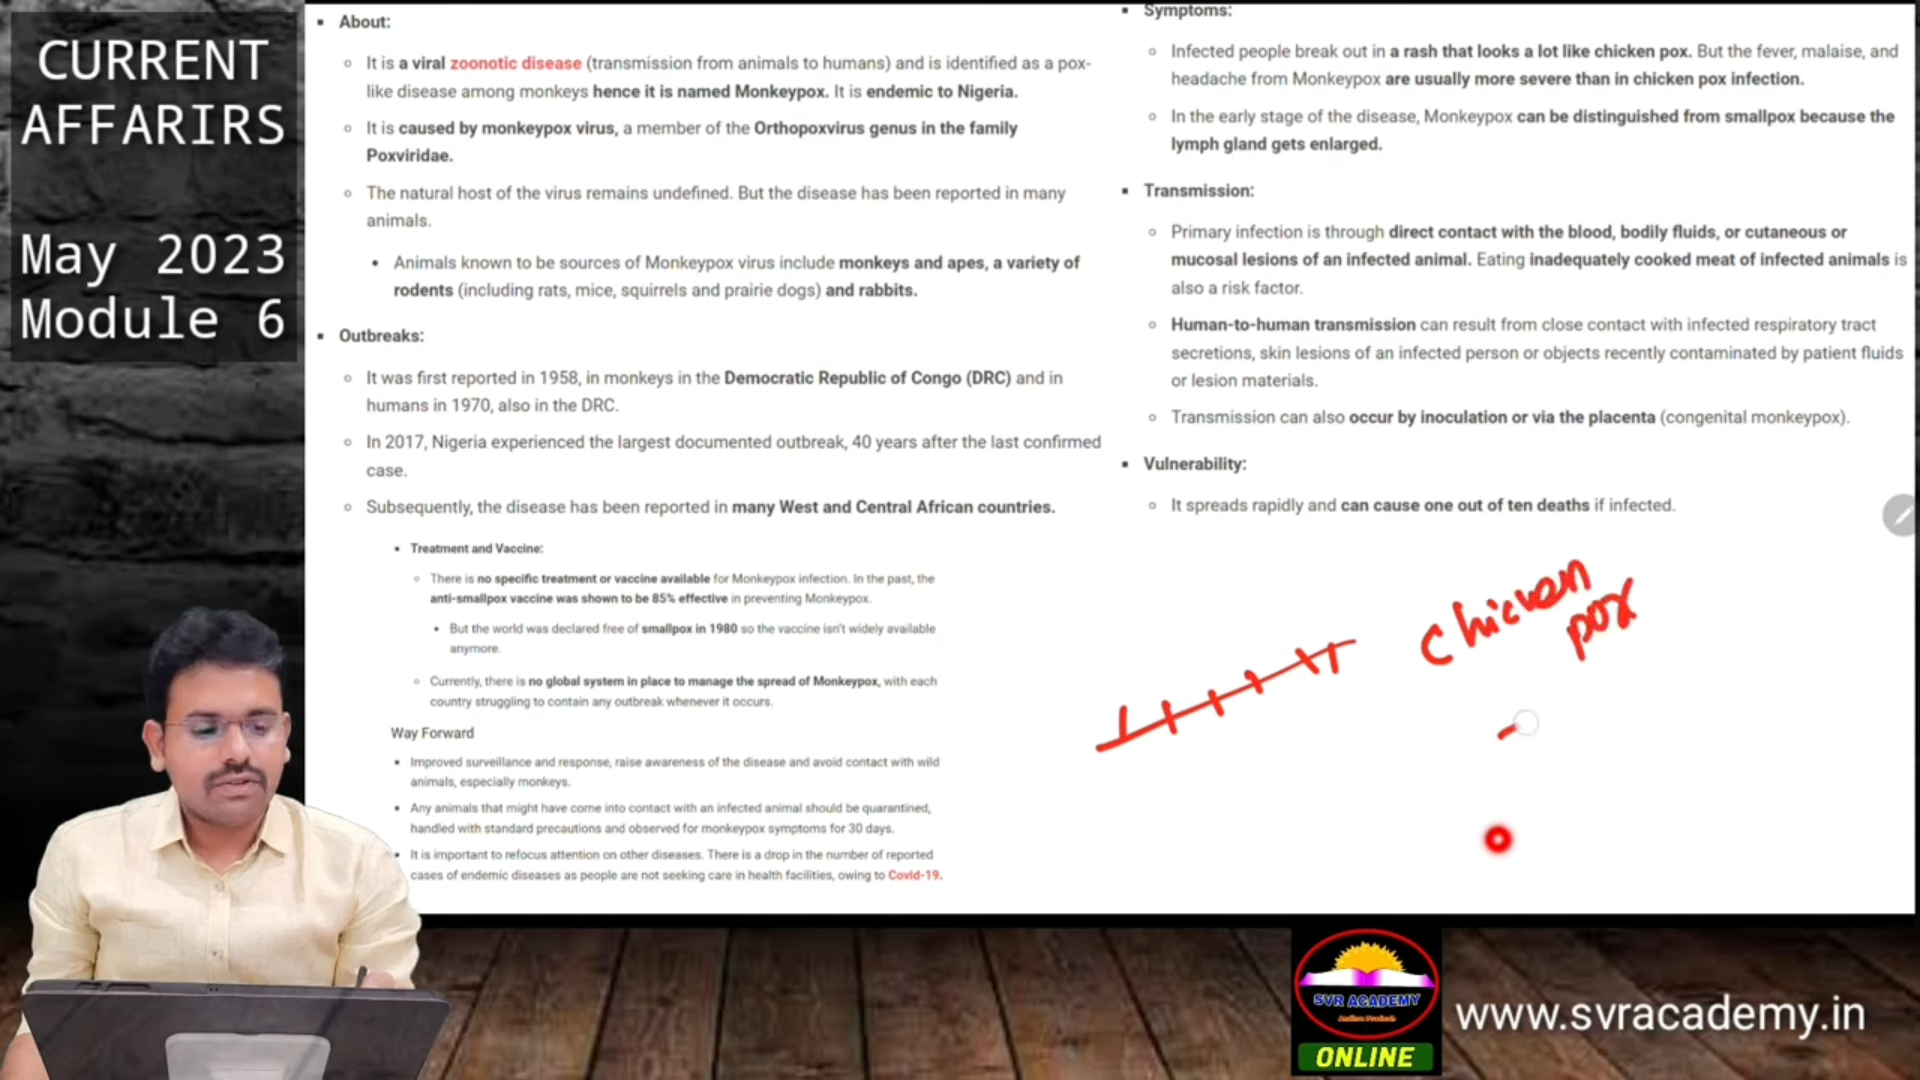 CURRENT
AFFARIRS
May 2023
Module 6
▪ About:
◦ It is a viral zoonotic disease (transmission from animals to humans) and is identified as a pox-
like disease among monkeys hence it is named Monkeypox. It is endemic to Nigeria.
◦ It is caused by monkeypox virus, a member of the Orthopoxvirus genus in the family
Poxviridae.
◦ The natural host of the virus remains undefined. But the disease has been reported in many
animals.
• Animals known to be sources of Monkeypox virus include monkeys and apes, a variety of
rodents (including rats, mice, squirrels and prairie dogs) and rabbits.
▪ Outbreaks:
◦ It was first reported in 1958, in monkeys in the Democratic Republic of Congo (DRC) and in
humans in 1970, also in the DRC.
◦ In 2017, Nigeria experienced the largest documented outbreak, 40 years after the last confirmed
case.
◦ Subsequently, the disease has been reported in many West and Central African countries.
▪ Treatment and Vaccine:
◦ There is no specific treatment or vaccine available for Monkeypox infection. In the past, the
anti-smallpox vaccine was shown to be 85% effective in preventing Monkeypox.
• But the world was declared free of smallpox in 1980 so the vaccine isn't widely available
anymore.
◦ Currently, there is no global system in place to manage the spread of Monkeypox, with each
country struggling to contain any outbreak whenever it occurs.
Way Forward
▪ Improved surveillance and response, raise awareness of the disease and avoid contact with wild
animals, especially monkeys.
▪ Any animals that might have come into contact with an infected animal should be quarantined,
handled with standard precautions and observed for monkeypox symptoms for 30 days.
▪ It is important to refocus attention on other diseases. There is a drop in the number of reported
cases of endemic diseases as people are not seeking care in health facilities, owing to Covid-19.
▪ Symptoms:
◦ Infected people break out in a rash that looks a lot like chicken pox. But the fever, malaise, and
headache from Monkeypox are usually more severe than in chicken pox infection.
◦ In the early stage of the disease, Monkeypox can be distinguished from smallpox because the
lymph gland gets enlarged.
▪ Transmission:
◦ Primary infection is through direct contact with the blood, bodily fluids, or cutaneous or
mucosal lesions of an infected animal. Eating inadequately cooked meat of infected animals is
also a risk factor.
◦ Human-to-human transmission can result from close contact with infected respiratory tract
secretions, skin lesions of an infected person or objects recently contaminated by patient fluids
or lesion materials.
◦ Transmission can also occur by inoculation or via the placenta (congenital monkeypox).
▪ Vulnerability:
◦ It spreads rapidly and can cause one out of ten deaths if infected.
Chicken
pox
SVR ACADEMY
Andhra Pradesh
ONLINE
www.svracademy.in